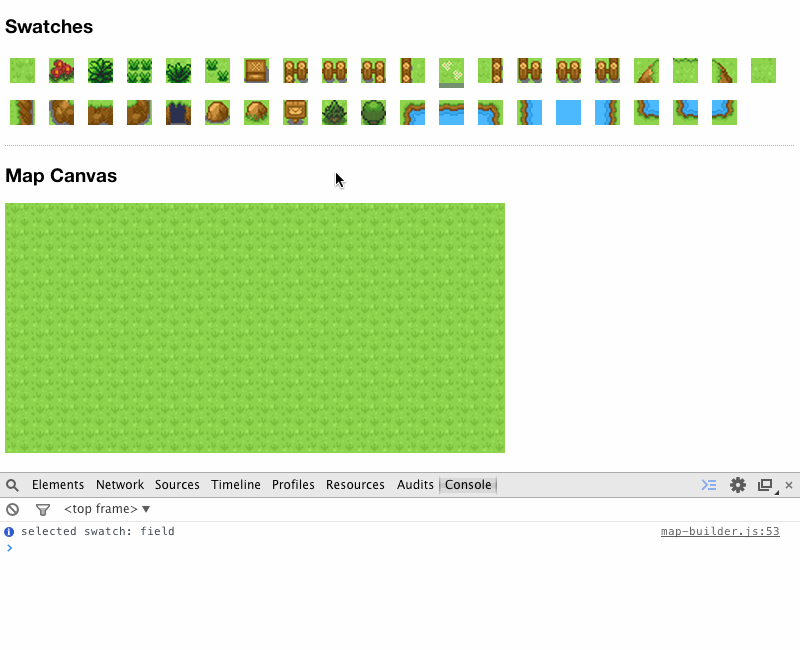 Swatches
Map Canvas
Elements Network Sources Timeline Profiles Resources Audits Console
<top frame>
selected swatch: field map-builder.js:53